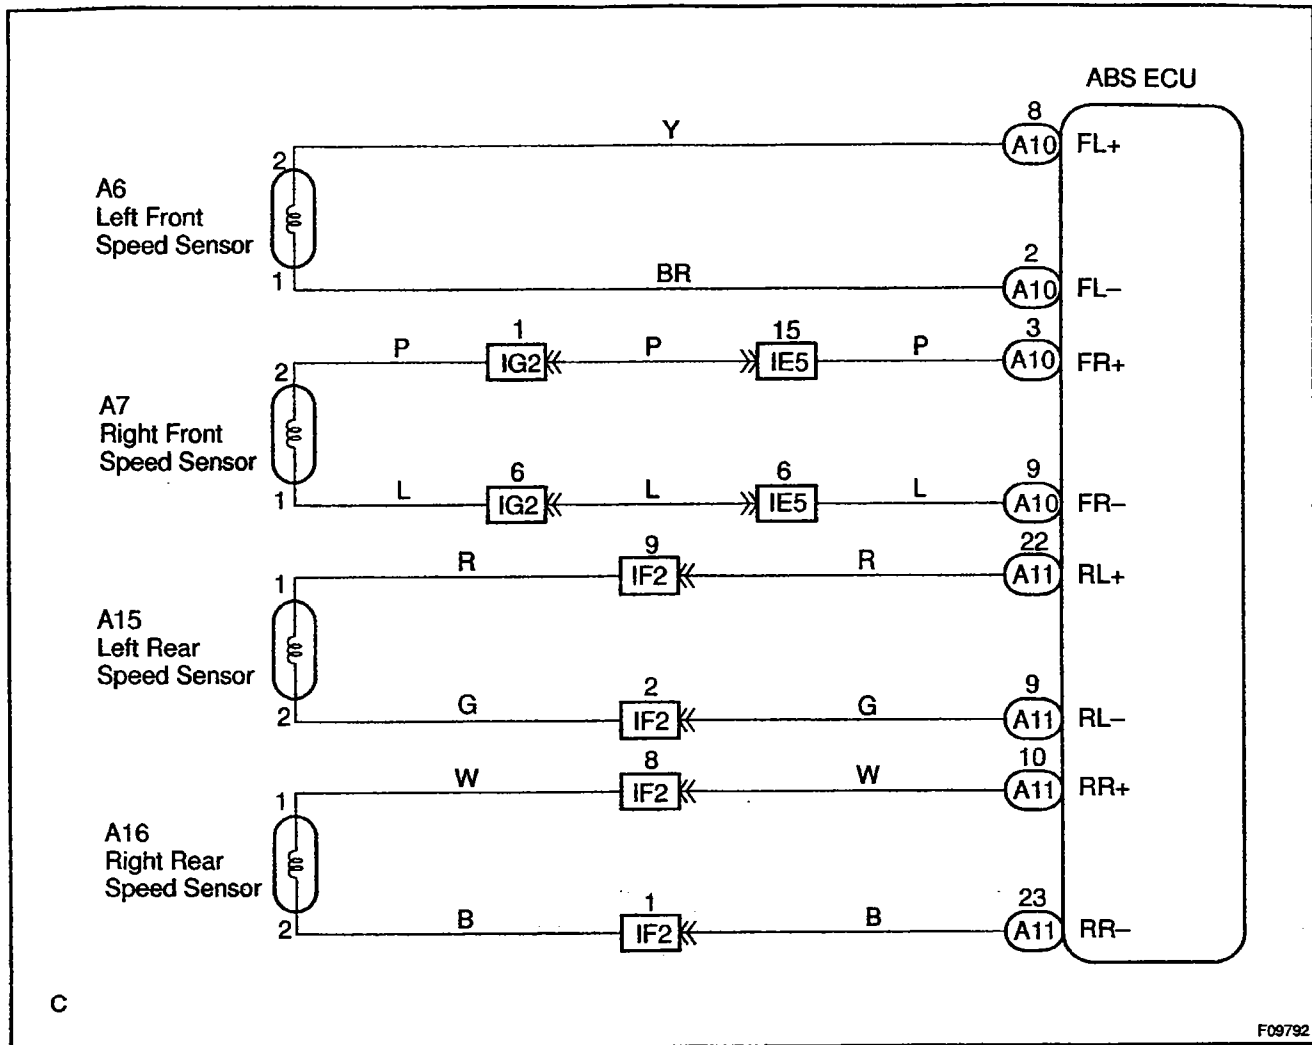 ABS ECU
8
Y
A10 FL+
2
A6
Left Front
Speed Sensor
1
BR
2
A10 FL–
P
1
IG2
P
15
IE5
P
3
A10 FR+
2
A7
Right Front
Speed Sensor
1
L
6
IG2
L
6
IE5
L
9
A10 FR–
R
9
IF2
R
22
A11 RL+
1
A15
Left Rear
Speed Sensor
2
G
2
IF2
G
9
A11 RL–
W
8
IF2
W
10
A11 RR+
1
A16
Right Rear
Speed Sensor
2
B
1
IF2
B
23
A11 RR–
C
F09792